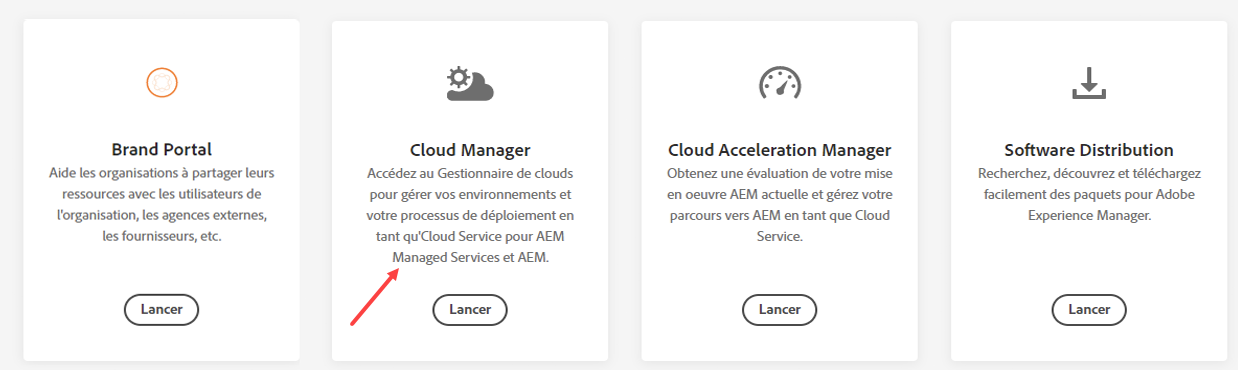 Brand Portal
Aide les organisations à partager leurs
ressources avec les utilisateurs de
l'organisation, les agences externes,
les fournisseurs, etc.
Lancer
Cloud Manager
Accédez au Gestionnaire de clouds
pour gérer vos environnements et
votre processus de déploiement en
tant qu'Cloud Service pour AEM
Managed Services et AEM.
Lancer
Cloud Acceleration Manager
Obtenez une évaluation de votre mise
en oeuvre AEM actuelle et gérez votre
parcours vers AEM en tant que Cloud
Service.
Lancer
Software Distribution
Recherchez, découvrez et téléchargez
facilement des paquets pour Adobe
Experience Manager.
Lancer